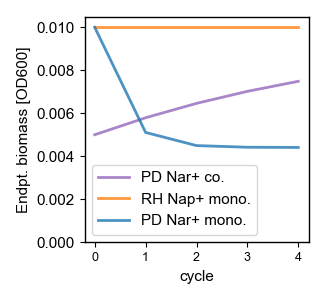 Endpt. biomass [OD600]
0.010
0.008
0.006
0.004
0.002
0.000
PD Nar+ co.
RH Nap+ mono.
PD Nar+ mono.
0 1 2 3 4
cycle